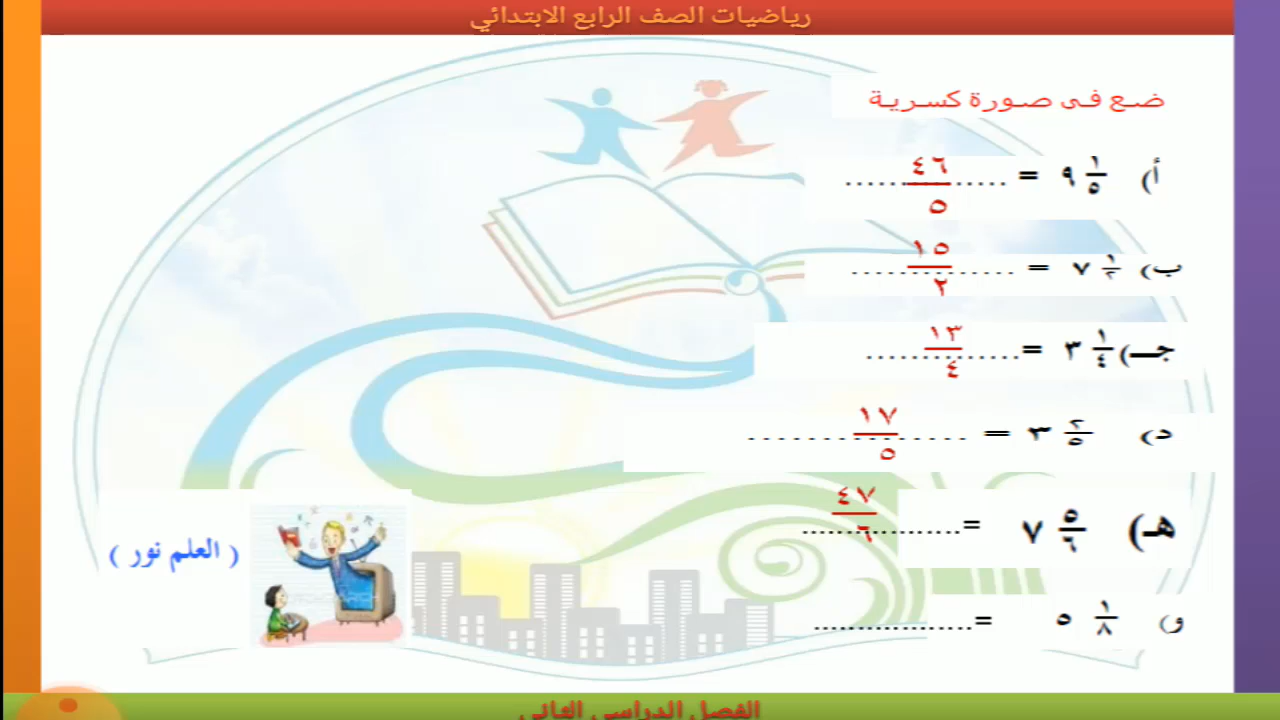 رياضيات الصف الرابع الابتدائي
ضع فى صورة كسرية
أ) ٩ ١/٥ = ............... ٤٦/٥
ب) ٧ ١/٢ = ............... ١٥/٢
جـ) ٣ ١/٤ = ............... ١٣/٤
د) ٣ ٢/٥ = ............... ١٧/٥
هـ) ٧ ٥/٦ = ............... ٤٧/٦
و) ٥ ١/٨ = ...............
( العلم نور )
الفصل الدراسي الثاني